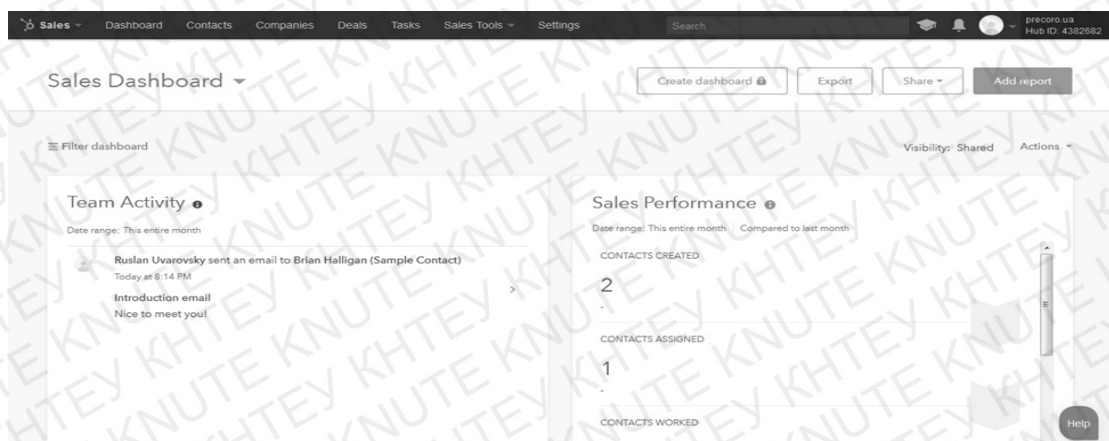 Sales Dashboard Contacts Companies Deals Tasks Sales Tools Settings Search precoro.ua
Hub ID: 4382682
Sales Dashboard Create dashboard Export Share Add report
Filter dashboard Visibility: Shared Actions
Team Activity
Date range: This entire month
Ruslan Uvarovsky sent an email to Brian Halligan (Sample Contact)
Today at 8:14 PM
Introduction email
Nice to meet you!
Sales Performance
Date range: This entire month Compared to last month
CONTACTS CREATED
2
-
CONTACTS ASSIGNED
1
-
CONTACTS WORKED
Help
KNUTE KHTEY KNUTE KHTEY KNUTE KHTEY